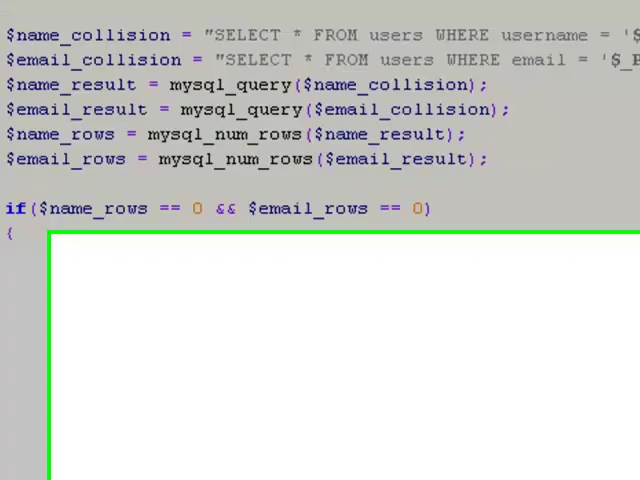 $name_collision = "SELECT * FROM users WHERE username = '$
$email_collision = "SELECT * FROM users WHERE email = '$_P
$name_result = mysql_query($name_collision);
$email_result = mysql_query($email_collision);
$name_rows = mysql_num_rows($name_result);
$email_rows = mysql_num_rows($email_result);
if($name_rows == 0 && $email_rows == 0)
{